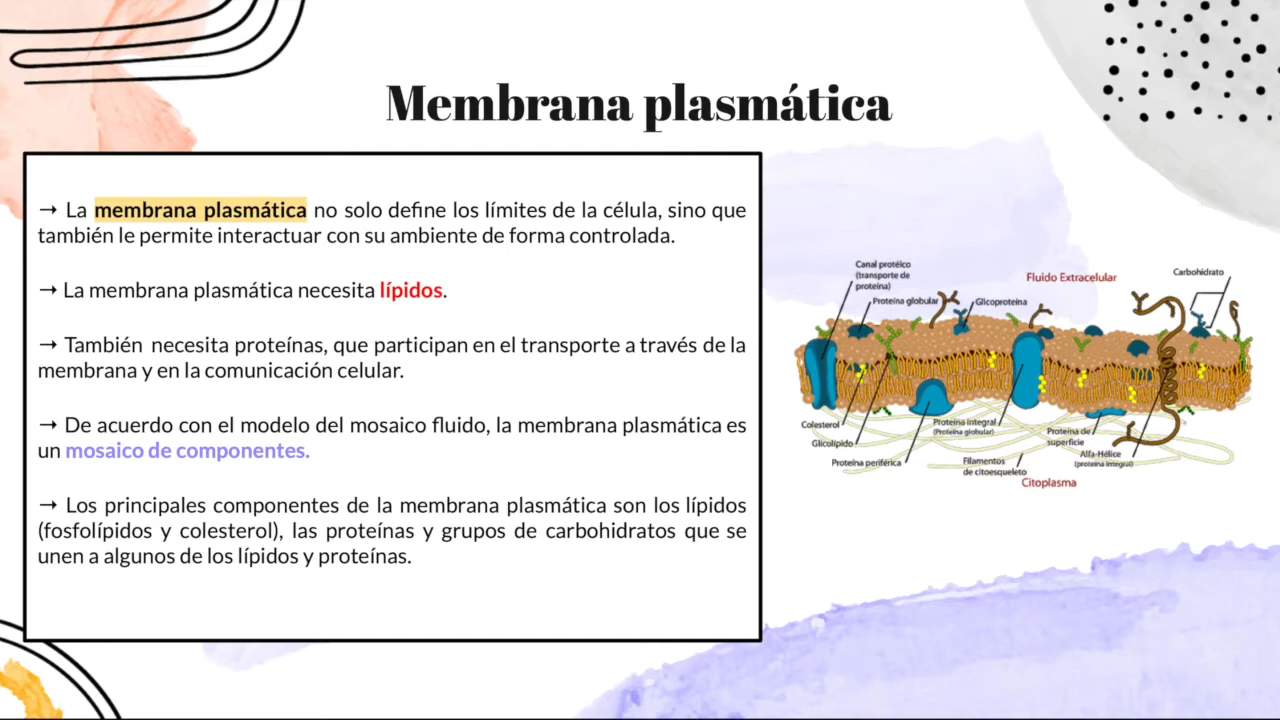 Membrana plasmática
→ La membrana plasmática no solo define los límites de la célula, sino que
también le permite interactuar con su ambiente de forma controlada.
→ La membrana plasmática necesita lípidos.
→ También necesita proteínas, que participan en el transporte a través de la
membrana y en la comunicación celular.
→ De acuerdo con el modelo del mosaico fluido, la membrana plasmática es
un mosaico de componentes.
→ Los principales componentes de la membrana plasmática son los lípidos
(fosfolípidos y colesterol), las proteínas y grupos de carbohidratos que se
unen a algunos de los lípidos y proteínas.
Canal protéico
(transporte de
proteína)
Fluido Extracelular
Carbohidrato
Proteína globular
Glicoproteína
Colesterol
Glicolípido
Proteína periférica
Proteína Integral
(Proteína globular)
Filamentos
de citoesqueleto
Proteína de
superficie
Alfa-Hélice
(proteína integral)
Citoplasma